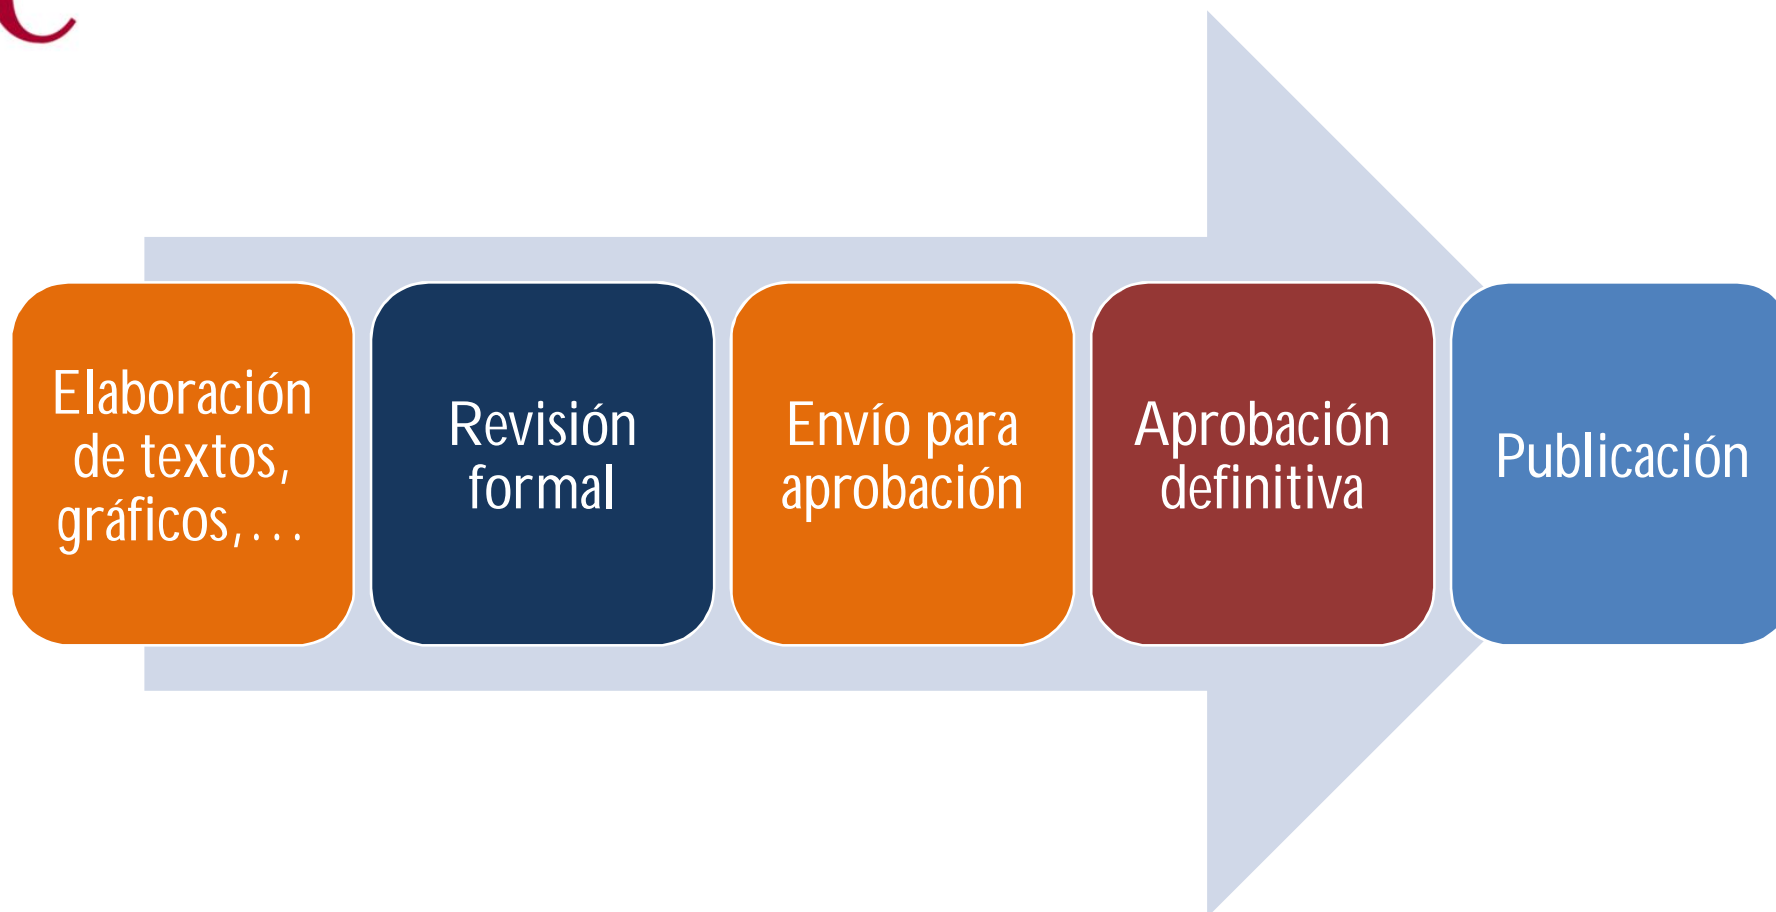 Elaboración
de textos,
gráficos,...
Revisión
formal
Envío para
aprobación
Aprobación
definitiva
Publicación